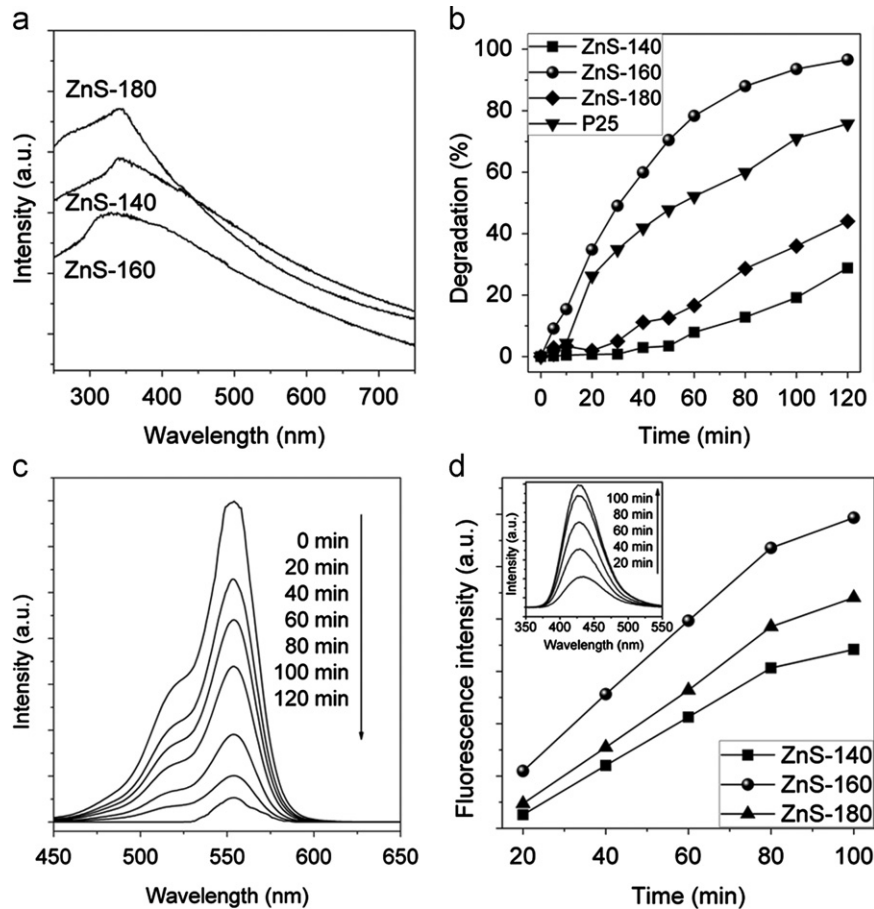 a
ZnS-180
ZnS-140
ZnS-160
Intensity (a.u.)
300 400 500 600 700
Wavelength (nm)
b
ZnS-140
ZnS-160
ZnS-180
P25
100
80
60
40
20
0
Degradation (%)
0 20 40 60 80 100 120
Time (min)
c
0 min
20 min
40 min
60 min
80 min
100 min
120 min
Intensity (a.u.)
450 500 550 600 650
Wavelength (nm)
d
100 min
80 min
60 min
40 min
20 min
Intensity (a.u.)
350 400 450 500 550
Wavelength (nm)
Fluorescence intensity (a.u.)
ZnS-140
ZnS-160
ZnS-180
20 40 60 80 100
Time (min)